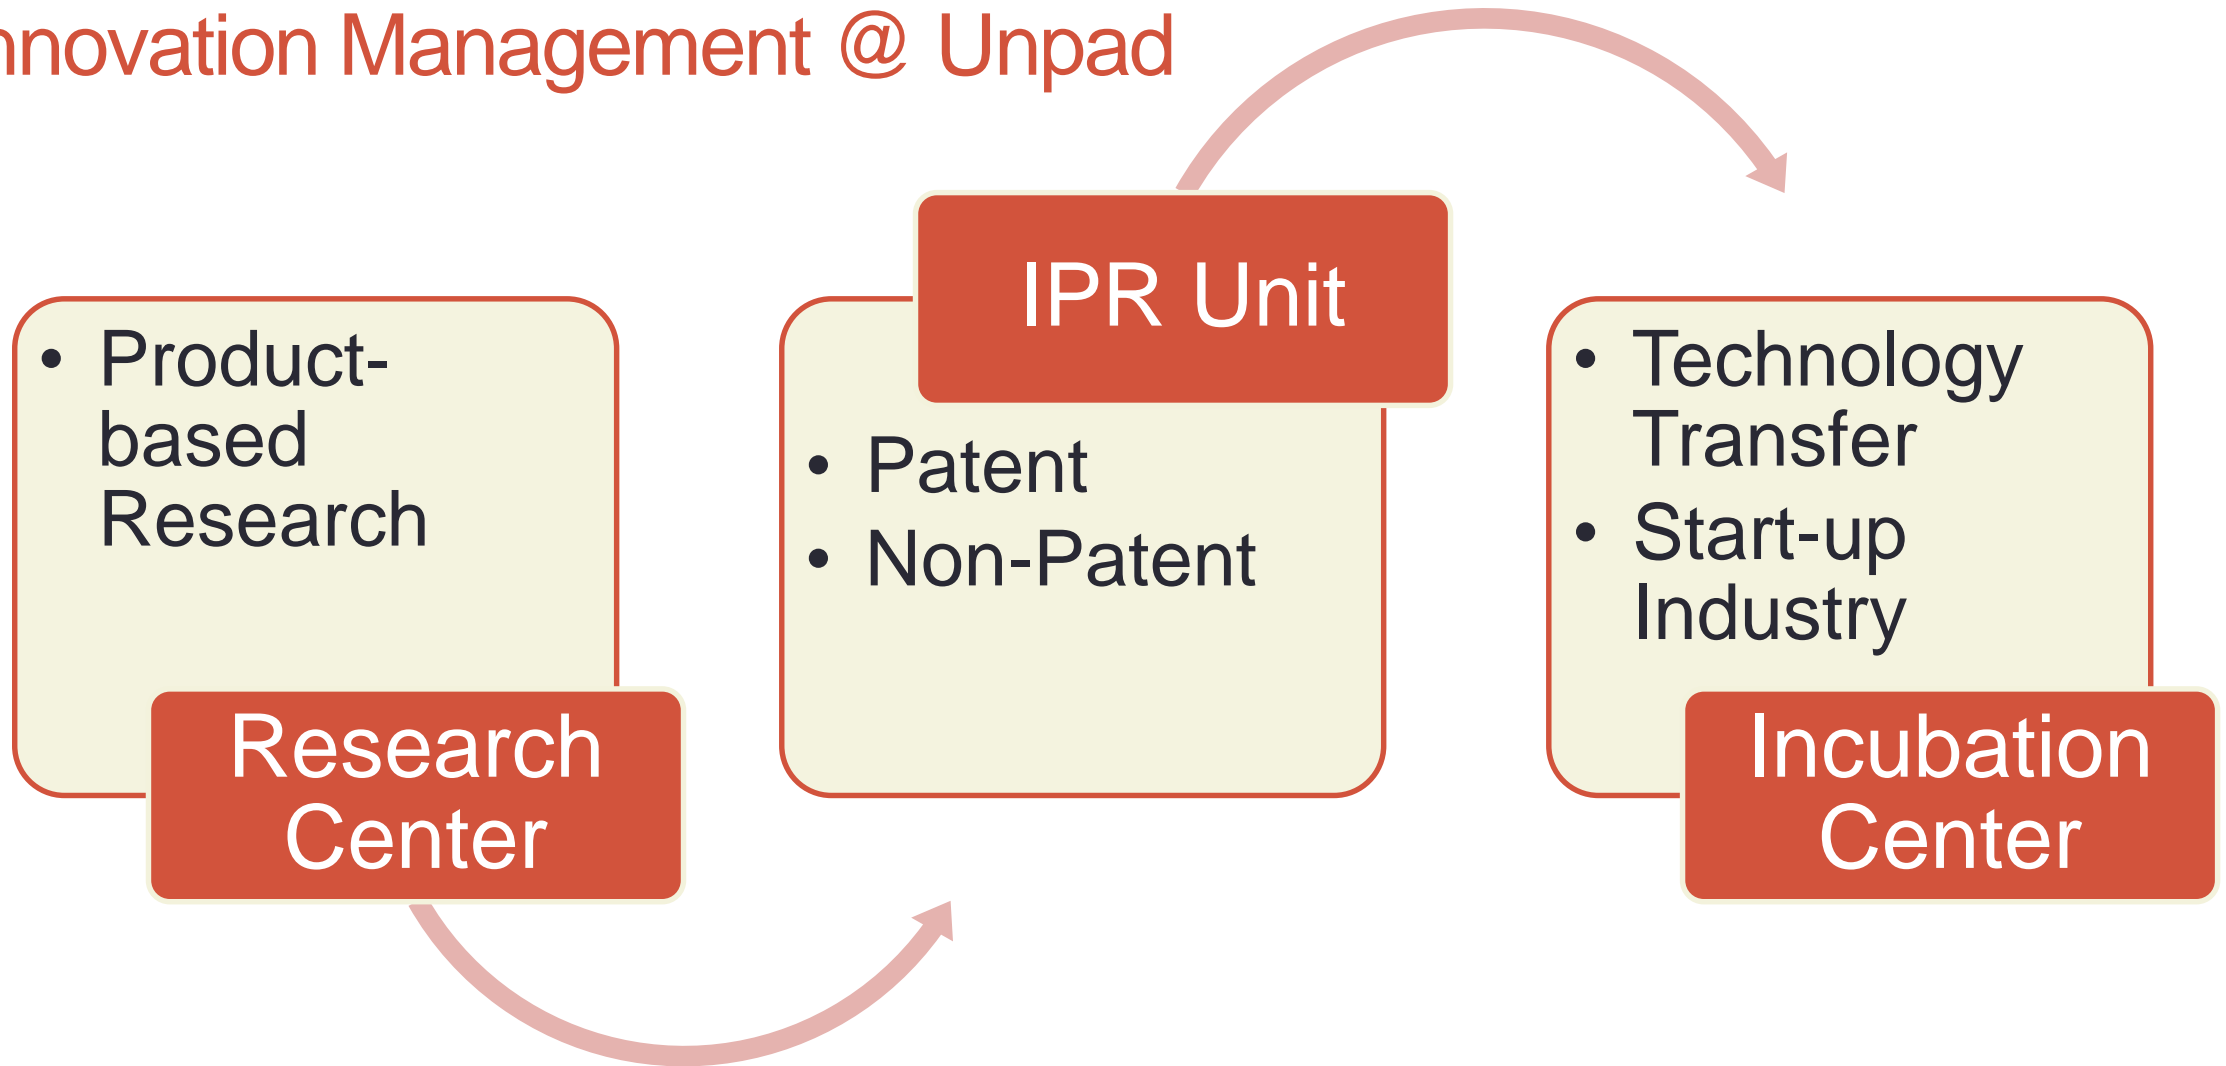 nnovation Management @ Unpad
• Product-
based
Research
Research
Center
IPR Unit
• Patent
• Non-Patent
• Technology
Transfer
• Start-up
Industry
Incubation
Center